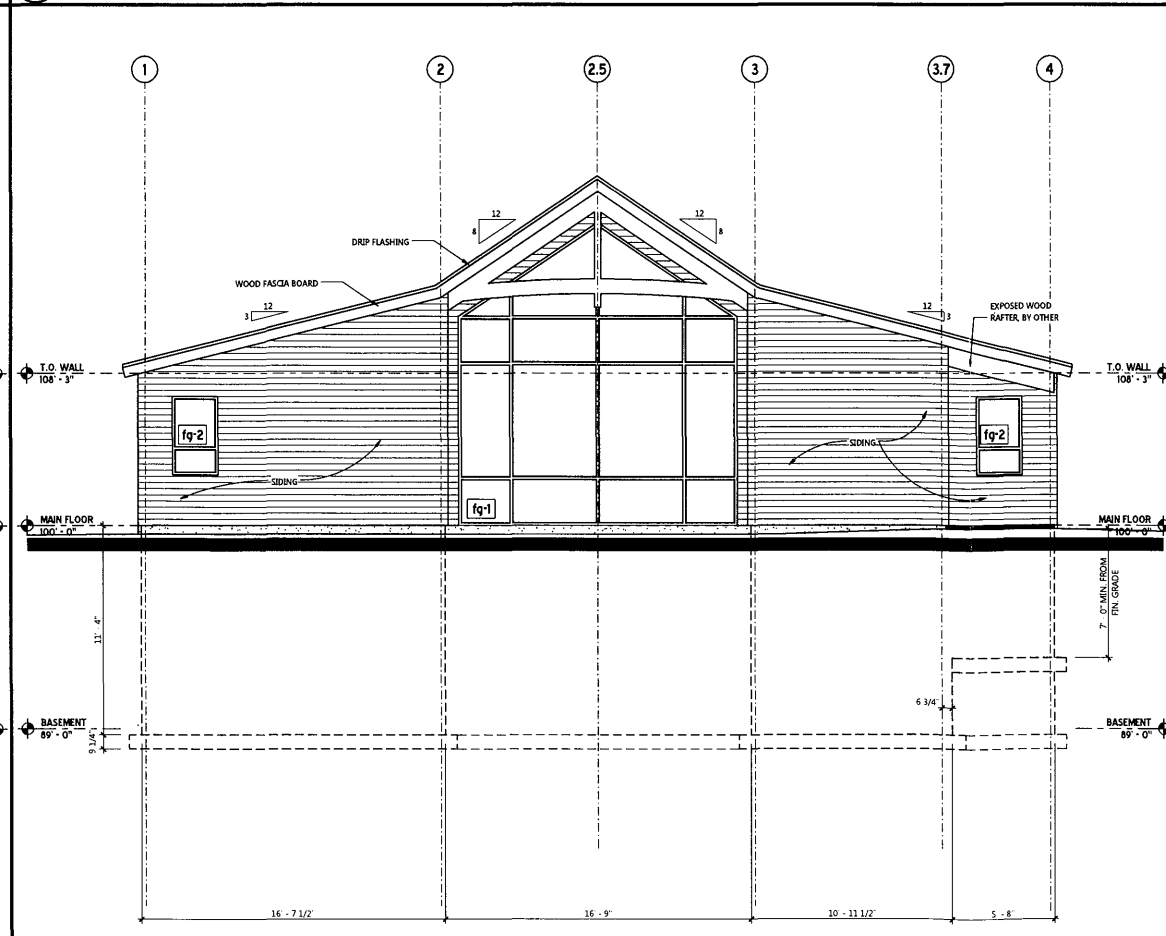 1
2
2.5
3
3.7
4
12
8
12
8
DRIP FLASHING
WOOD FASCIA BOARD
12
3
12
3
EXPOSED WOOD
RAFTER, BY OTHER
T.O. WALL
108' - 3"
T.O. WALL
108' - 3"
fg-2
fg-2
SIDING
SIDING
fg-1
MAIN FLOOR
100' - 0"
MAIN FLOOR
100' - 0"
11' - 4"
7' - 0" MIN. FROM
FIN. GRADE
6 3/4"
BASEMENT
89' - 0"
BASEMENT
89' - 0"
9 1/4"
16' - 7 1/2"
16' - 9"
10' - 11 1/2"
5' - 8"